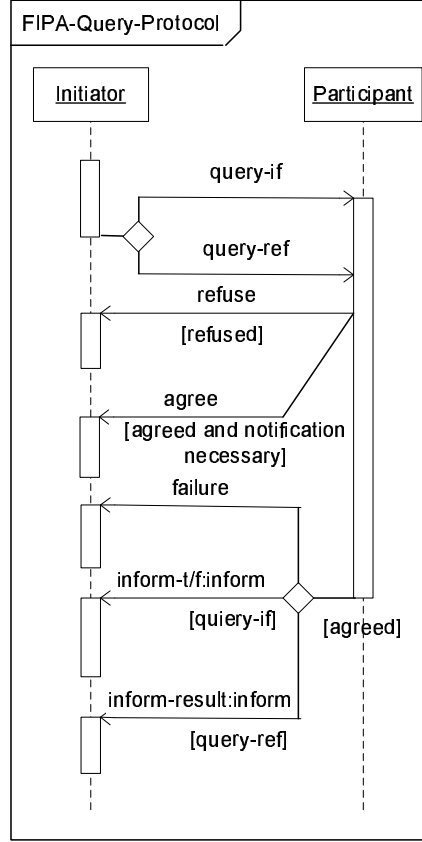 FIPA-Query-Protocol
Initiator
Participant
query-if
query-ref
refuse
[refused]
agree
[agreed and notification
necessary]
failure
inform-t/f:inform
[quiery-if]
[agreed]
inform-result:inform
[query-ref]